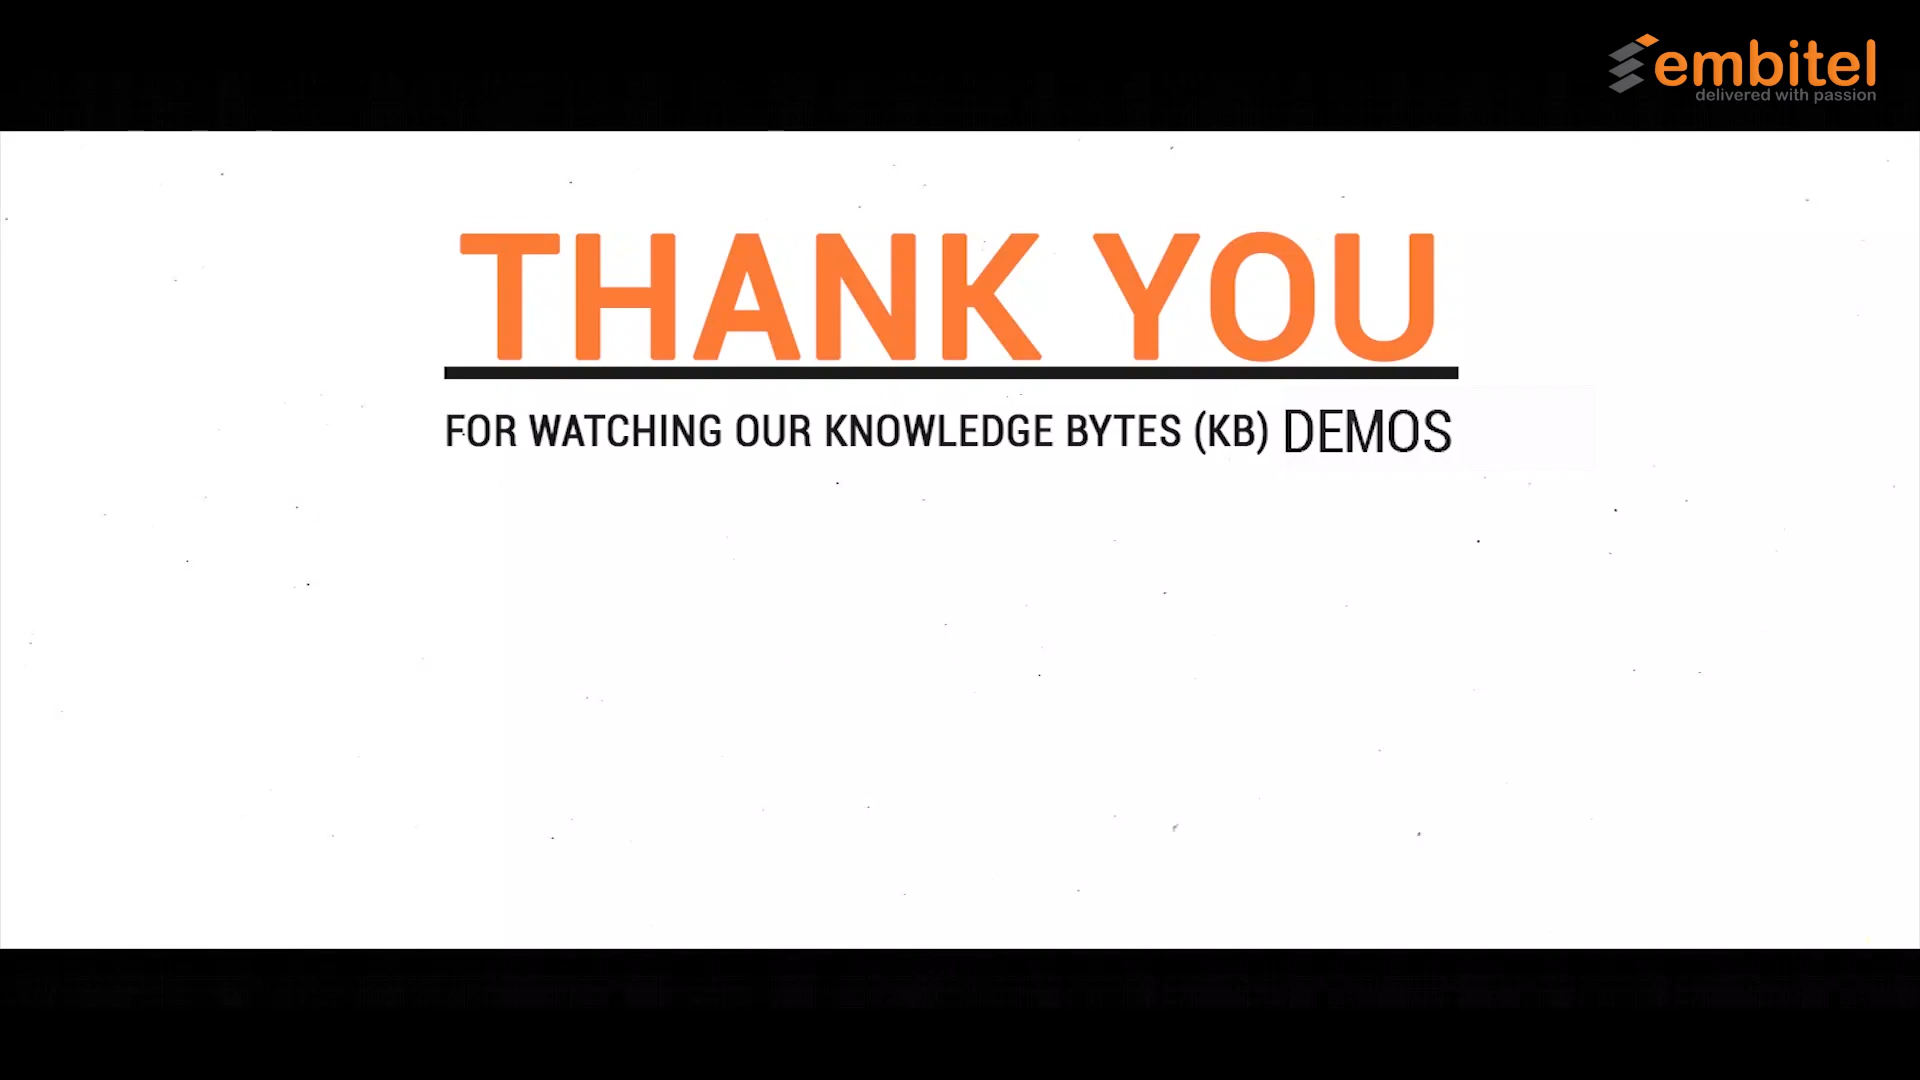 embitel
delivered with passion
THANK YOU
FOR WATCHING OUR KNOWLEDGE BYTES (KB) DEMOS